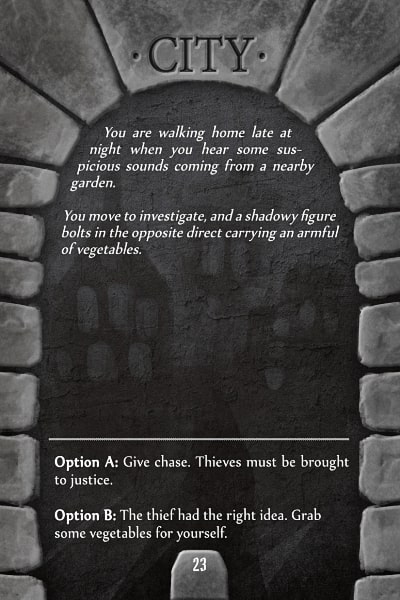 · CITY ·
You are walking home late at
night when you hear some sus-
picious sounds coming from a nearby
garden.
You move to investigate, and a shadowy figure
bolts in the opposite direct carrying an armful
of vegetables.
Option A: Give chase. Thieves must be brought
to justice.
Option B: The thief had the right idea. Grab
some vegetables for yourself.
23